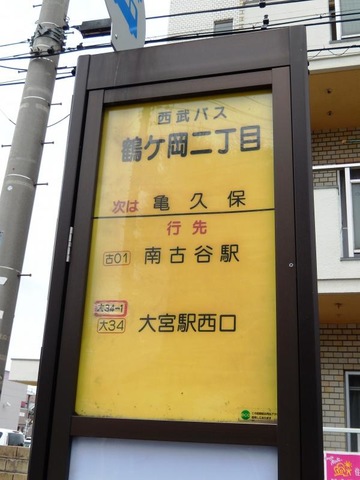 西武バス
鶴ケ岡二丁目
次は 亀久保
行先
古01 南古谷駅
大34-1
大34 大宮駅西口